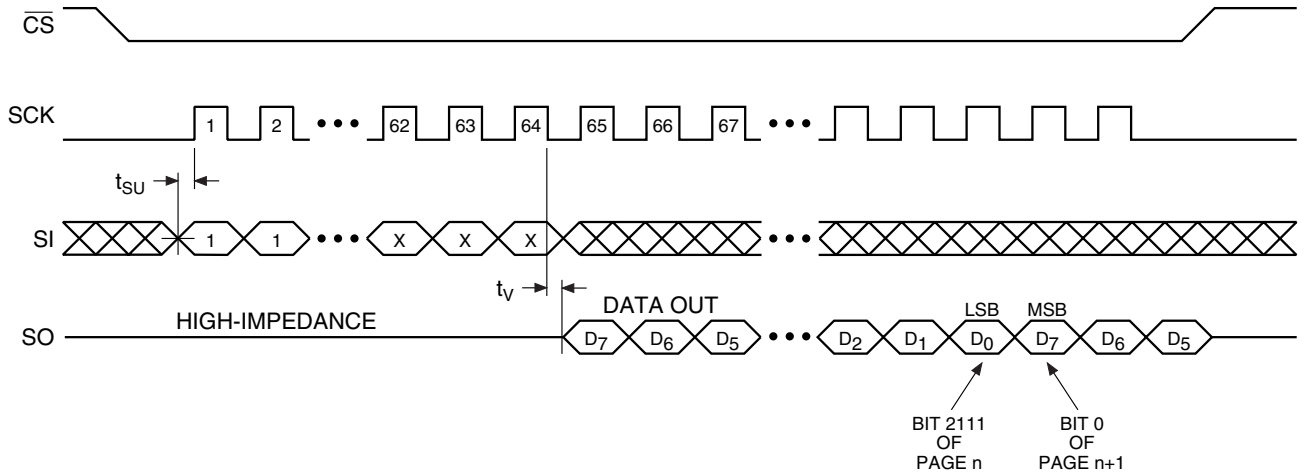 CS
SCK 1 2 ••• 62 63 64 65 66 67 •••
tSU
SI 1 1 ••• X X X •••
tV
HIGH-IMPEDANCE
DATA OUT
LSB MSB
SO D7 D6 D5 ••• D2 D1 D0 D7 D6 D5
BIT 2111
OF
PAGE n
BIT 0
OF
PAGE n+1